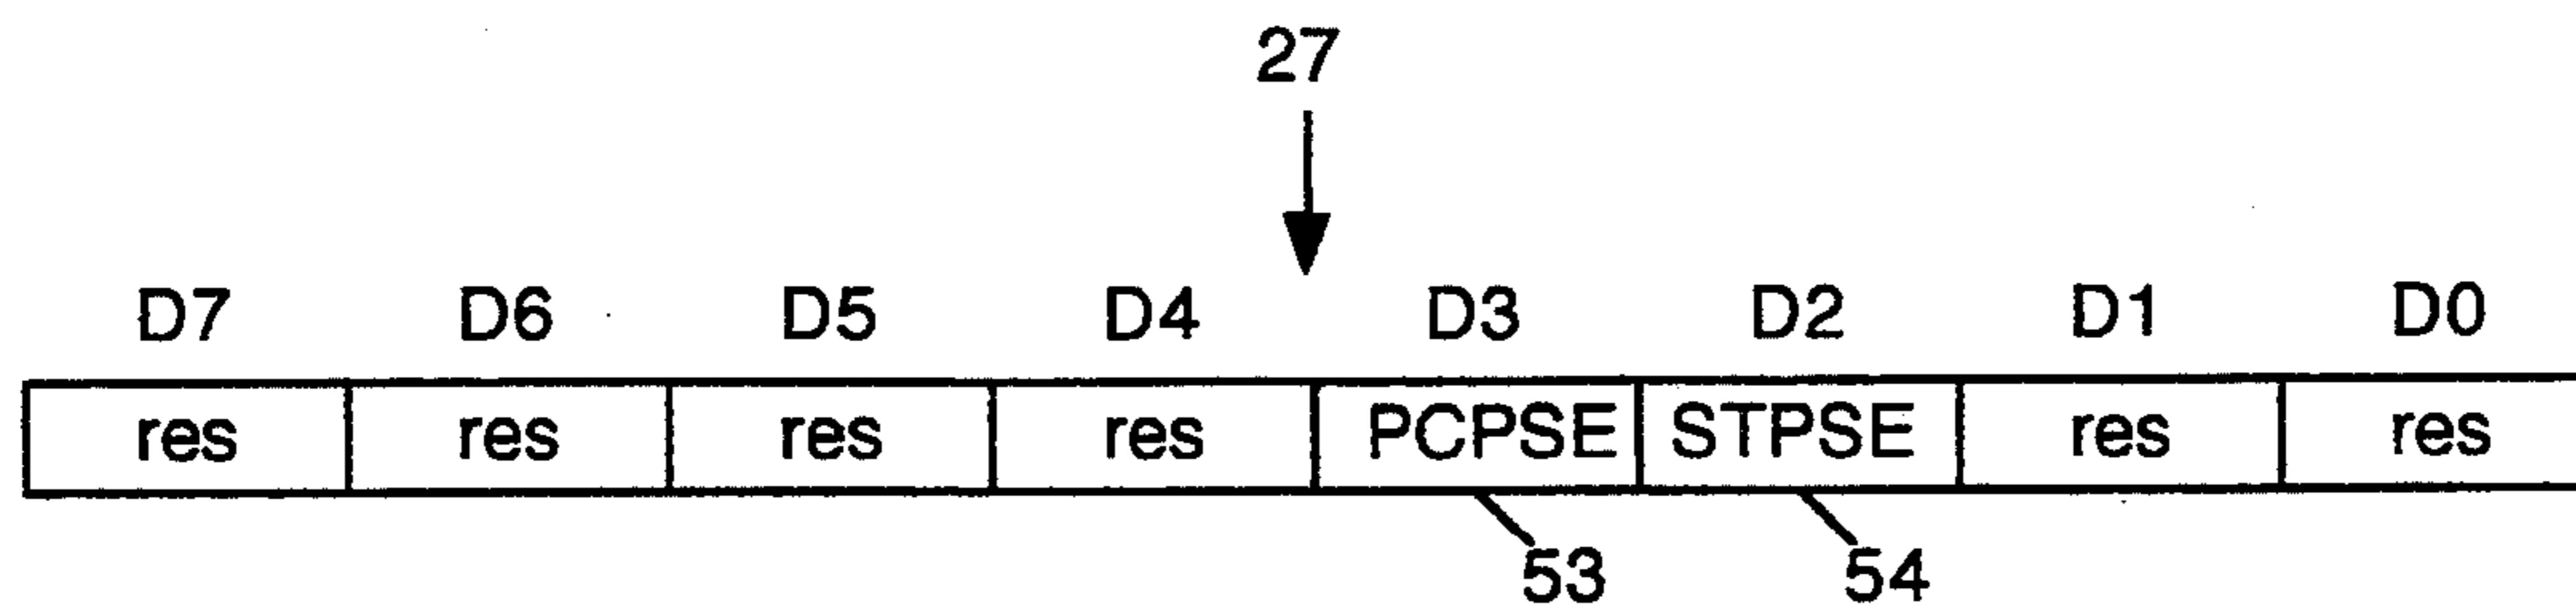 27
D7 D6 D5 D4 D3 D2 D1 D0
res res res res PCPSE STPSE res res
53 54